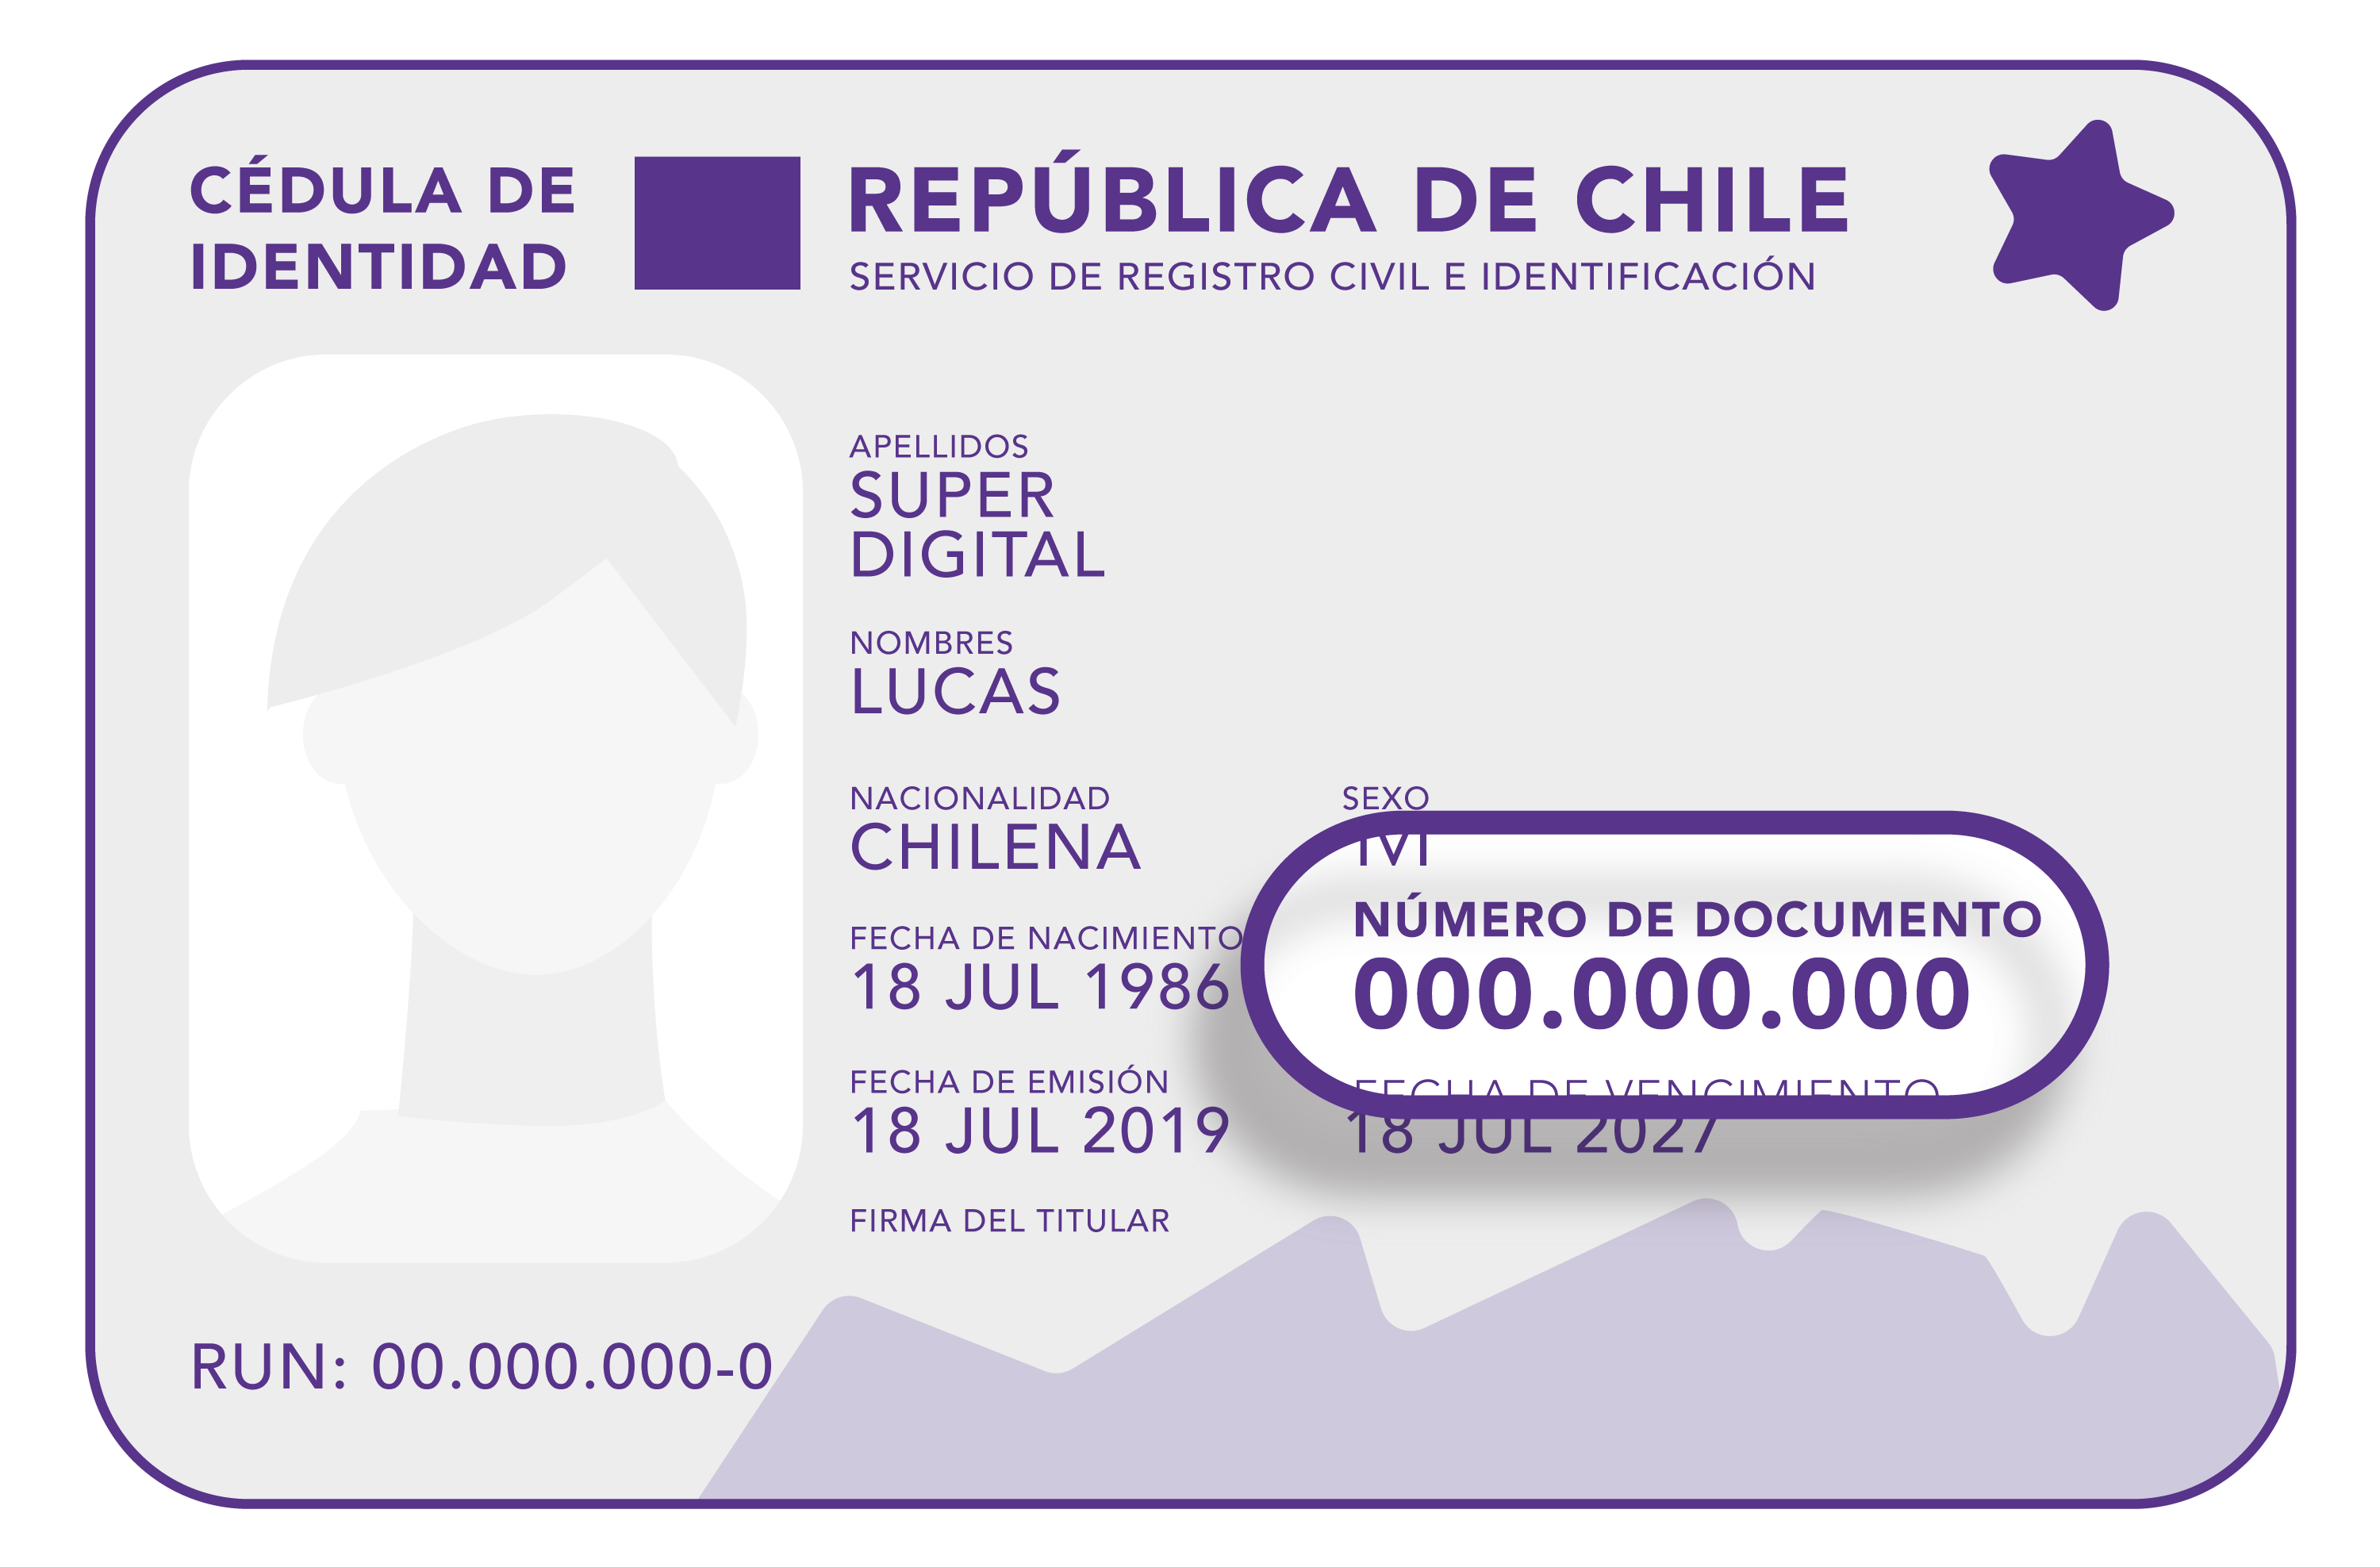 CÉDULA DE
IDENTIDAD
REPÚBLICA DE CHILE
SERVICIO DE REGISTRO CIVIL E IDENTIFICACIÓN
APELLIDOS
SUPER
DIGITAL
NOMBRES
LUCAS
NACIONALIDAD
CHILENA
SEXO
M
FECHA DE NACIMIENTO
18 JUL 1986
NÚMERO DE DOCUMENTO
000.000.000
FECHA DE EMISIÓN
18 JUL 2019
FECHA DE VENCIMIENTO
18 JUL 2027
FIRMA DEL TITULAR
RUN: 00.000.000-0